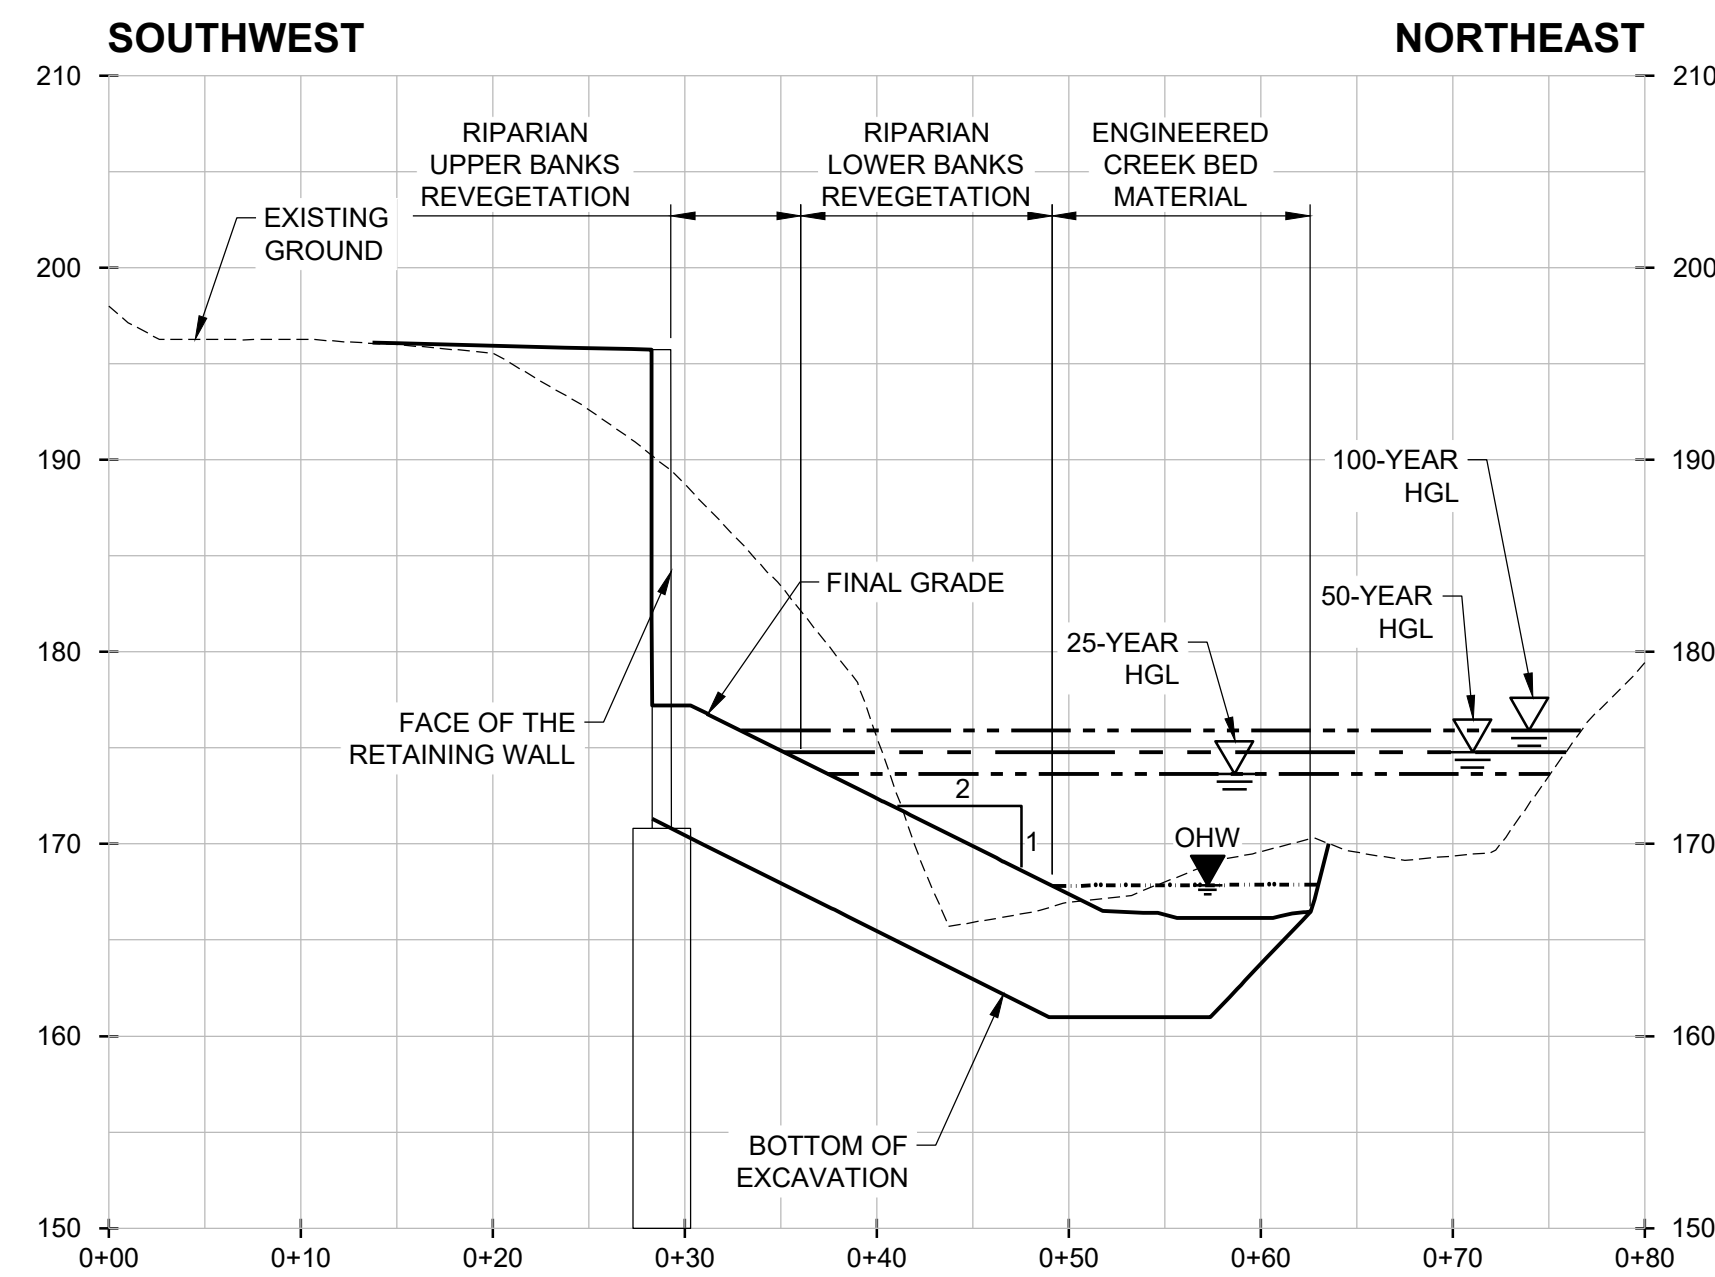 SOUTHWEST
NORTHEAST
210
210
RIPARIAN
UPPER BANKS
REVEGETATION
RIPARIAN
LOWER BANKS
REVEGETATION
ENGINEERED
CREEK BED
MATERIAL
EXISTING
GROUND
200
200
190
190
100-YEAR
HGL
FINAL GRADE
50-YEAR
HGL
25-YEAR
HGL
180
180
FACE OF THE
RETAINING WALL
2
1
OHW
170
170
160
160
BOTTOM OF
EXCAVATION
150
150
0+00
0+10
0+20
0+30
0+40
0+50
0+60
0+70
0+80